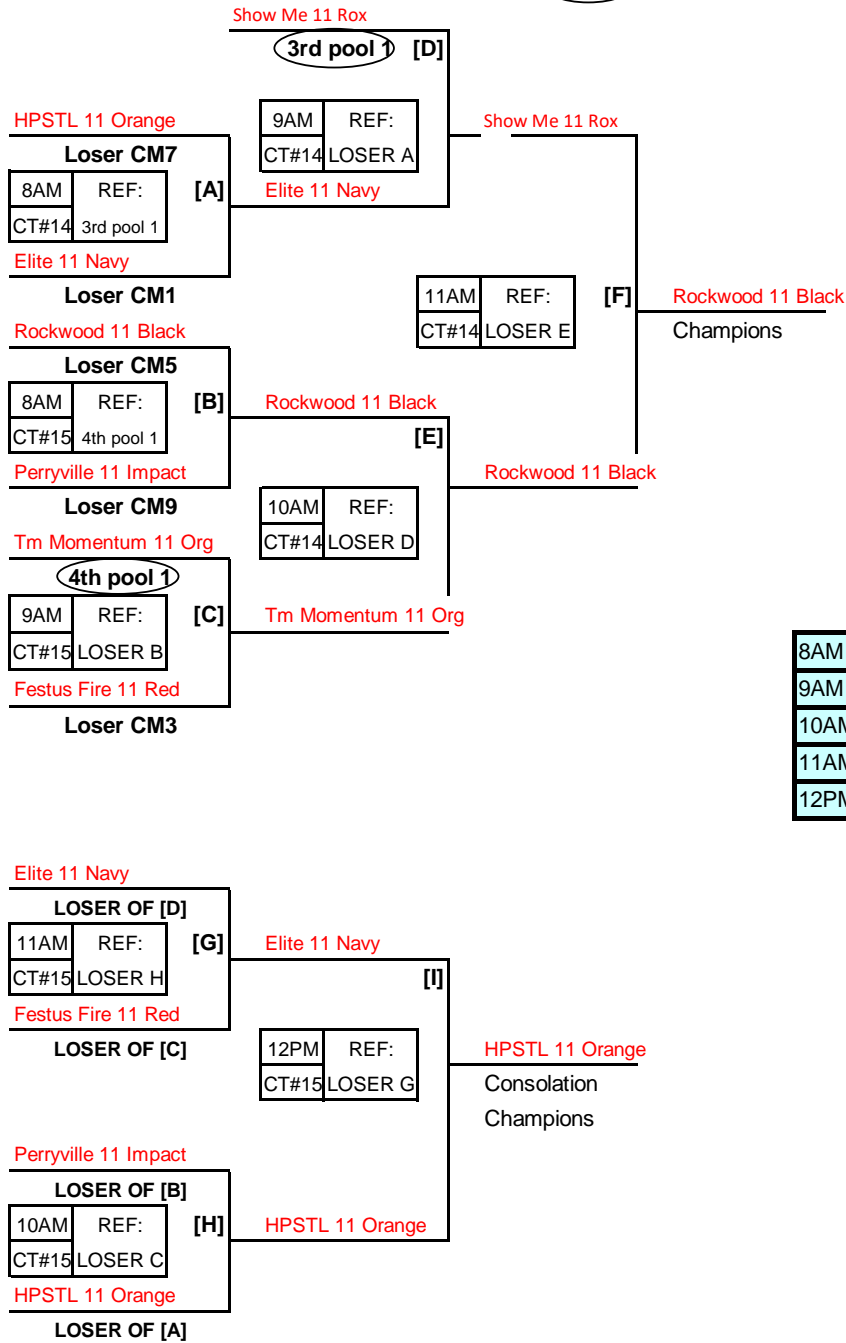 Show Me 11 Rox
3rd pool 1 [D]
HPSTL 11 Orange
9AM REF:
Show Me 11 Rox
Loser CM7
CT#14 LOSER A
8AM REF: [A]
Elite 11 Navy
CT#14 3rd pool 1
Elite 11 Navy
Loser CM1
11AM REF: [F]
Rockwood 11 Black
Rockwood 11 Black
CT#14 LOSER E
Champions
Loser CM5
8AM REF: [B]
Rockwood 11 Black
CT#15 4th pool 1
[E]
Perryville 11 Impact
Rockwood 11 Black
Loser CM9
10AM REF:
Tm Momentum 11 Org
CT#14 LOSER D
4th pool 1
9AM REF: [C]
Tm Momentum 11 Org
CT#15 LOSER B
8AM
Festus Fire 11 Red
9AM
Loser CM3
10AM
11AM
12PM
Elite 11 Navy
LOSER OF [D]
11AM REF: [G]
Elite 11 Navy
CT#15 LOSER H
[I]
Festus Fire 11 Red
LOSER OF [C]
12PM REF:
HPSTL 11 Orange
CT#15 LOSER G
Consolation
Champions
Perryville 11 Impact
LOSER OF [B]
10AM REF: [H]
HPSTL 11 Orange
CT#15 LOSER C
HPSTL 11 Orange
LOSER OF [A]